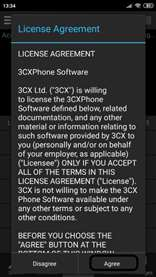 13:34
License Agreement
LICENSE AGREEMENT
3CXPhone Software
3CX Ltd. ("3CX") is willing
to license the 3CXPhone
Software defined below, related
documentation, and any other
material or information relating to
such software provided by 3CX to
you (personally and/or on behalf
of your employer, as applicable)
("Licensee") ONLY IF YOU ACCEPT
ALL OF THE TERMS IN THIS
LICENSE AGREEMENT ("License").
3CX is not willing to make the 3CX
Phone Software available under
any other terms or subject to any
other conditions.
BEFORE YOU CHOOSE THE
"AGREE" BUTTON AT THE
Disagree
Agree